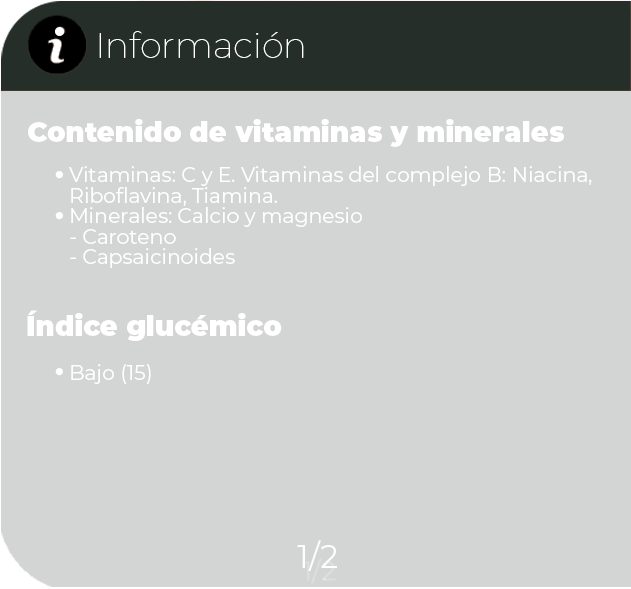 i Información
Contenido de vitaminas y minerales
• Vitaminas: C y E. Vitaminas del complejo B: Niacina,
Riboflavina, Tiamina.
• Minerales: Calcio y magnesio
- Caroteno
- Capsaicinoides
Índice glucémico
• Bajo (15)
1/2